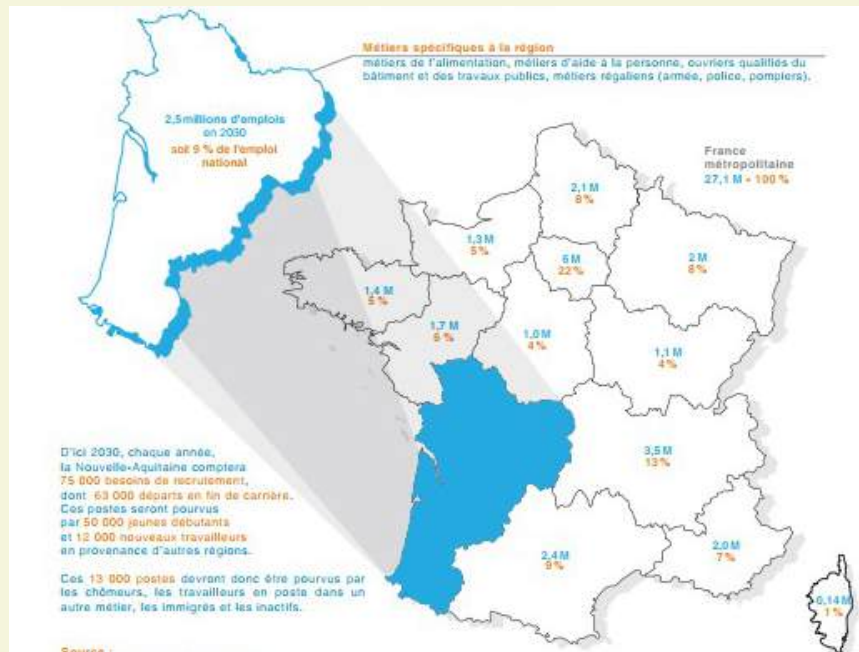 Métiers spécifiques à la région
métiers de l'alimentation, métiers d'aide à la personne, ouvriers qualifiés du
bâtiment et des travaux publics, métiers régaliens (armée, police, pompiers).
2,5 millions d'emplois
en 2030
soit 9 % de l'emploi
national
France
métropolitaine
27,1 M - 100 %
2,1 M
8%
1,3 M
5%
6 M
22%
2 M
8%
1,4 M
5%
1,7 M
6%
1,0 M
4%
1,1 M
4%
3,5 M
13%
2,4 M
9%
2,0 M
7%
0,14 M
1%
D'ici 2030, chaque année,
la Nouvelle-Aquitaine comptera
75 000 besoins de recrutement,
dont 63 000 départs en fin de carrière.
Ces postes seront pourvus
par 50 000 jeunes débutants
et 12 000 nouveaux travailleurs
en provenance d'autres régions.
Ces 13 000 postes devront donc être pourvus par
les chômeurs, les travailleurs en poste dans un
autre métier, les immigrés et les inactifs.
Source :